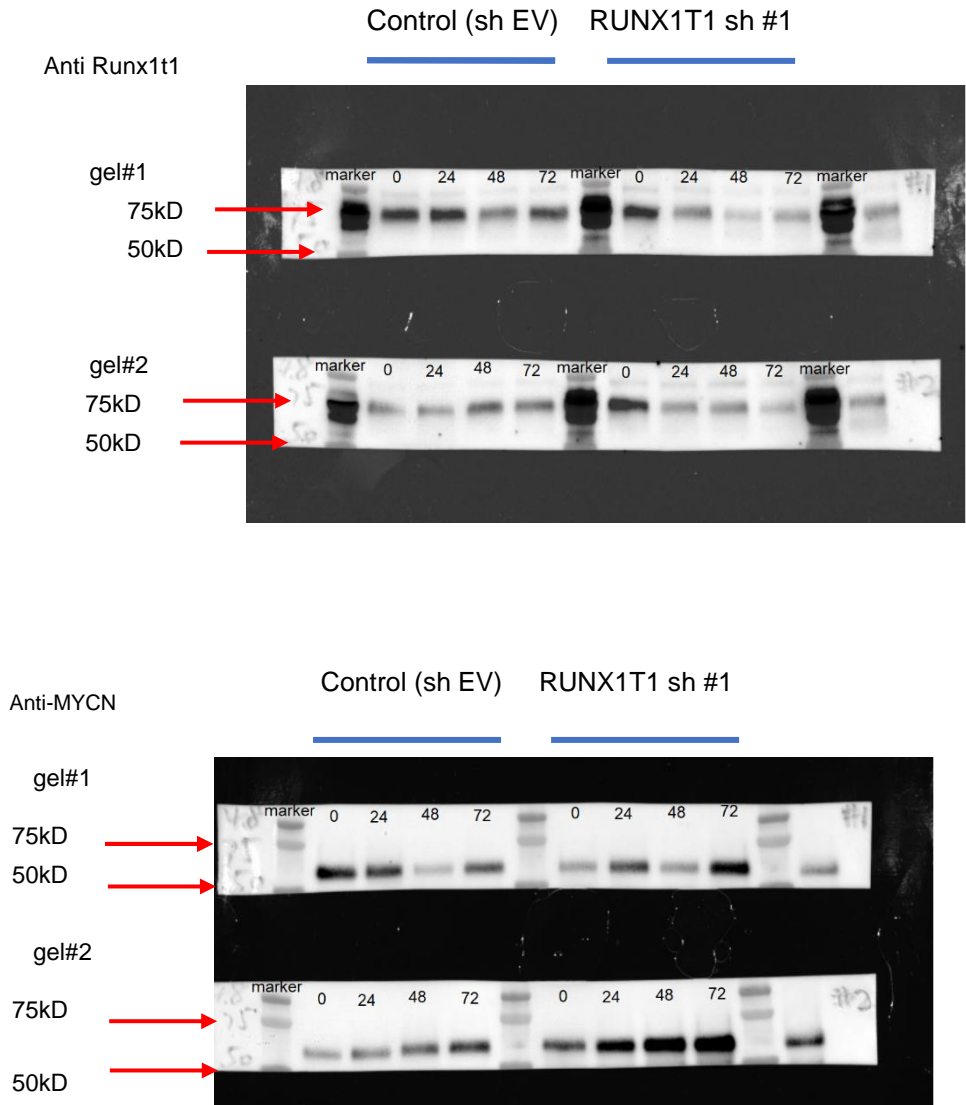 Control (sh EV) RUNX1T1 sh #1
Anti Runx1t1
gel#1
marker 0 24 48 72 marker 0 24 48 72 marker
75kD
50kD
gel#2
marker 0 24 48 72 marker 0 24 48 72 marker
75kD
50kD
Control (sh EV) RUNX1T1 sh #1
Anti-MYCN
gel#1
marker 0 24 48 72 0 24 48 72
75kD
50kD
gel#2
marker 0 24 48 72 0 24 48 72
75kD
50kD